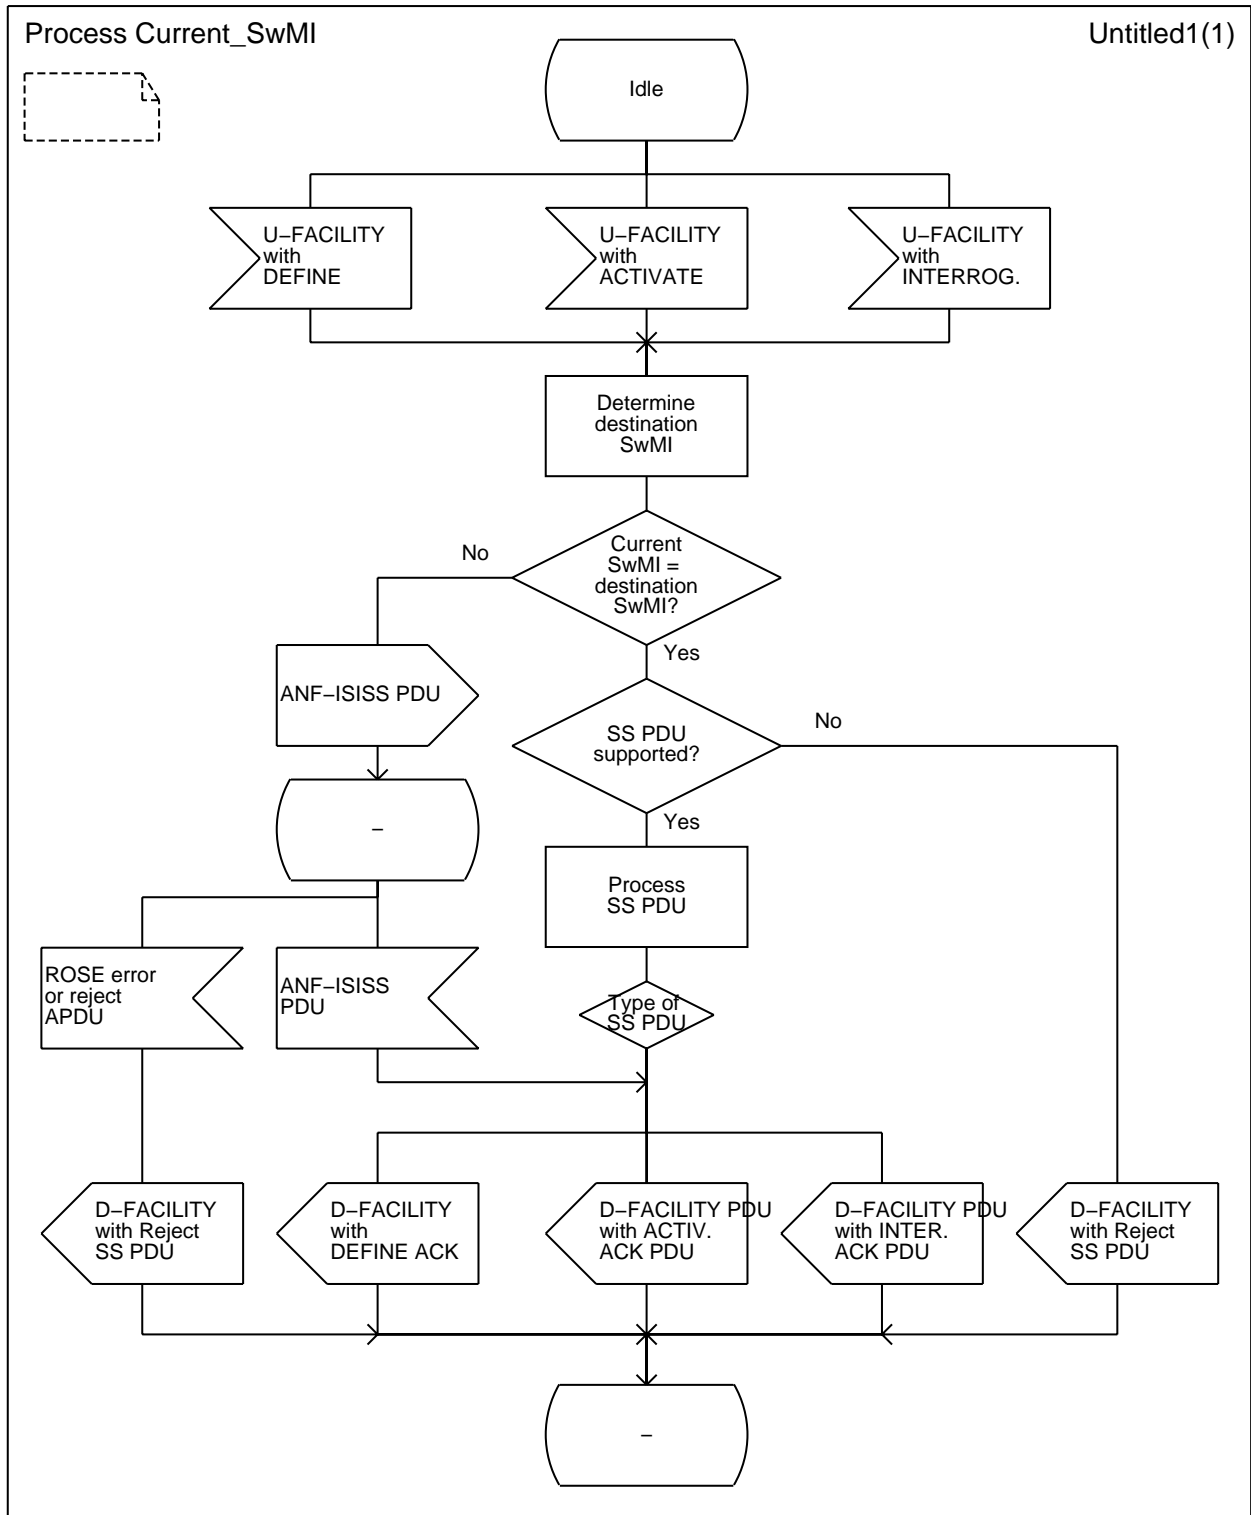 Process Current_SwMI
Untitled1(1)
Idle
U–FACILITY
with
DEFINE
U–FACILITY
with
ACTIVATE
U–FACILITY
with
INTERROG.
Determine
destination
SwMI
No
Current
SwMI =
destination
SwMI?
Yes
ANF–ISISS PDU
No
SS PDU
supported?
Yes
–
Process
SS PDU
ROSE error
or reject
APDU
ANF–ISISS
PDU
Type of
SS PDU
D–FACILITY
with Reject
SS PDU
D–FACILITY
with
DEFINE ACK
D–FACILITY PDU
with ACTIV.
ACK PDU
D–FACILITY PDU
with INTER.
ACK PDU
D–FACILITY
with Reject
SS PDU
–